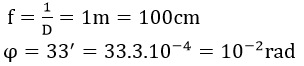 f = 1/D = 1m = 100cm
φ = 33′ = 33.3.10⁻⁴ = 10⁻²rad